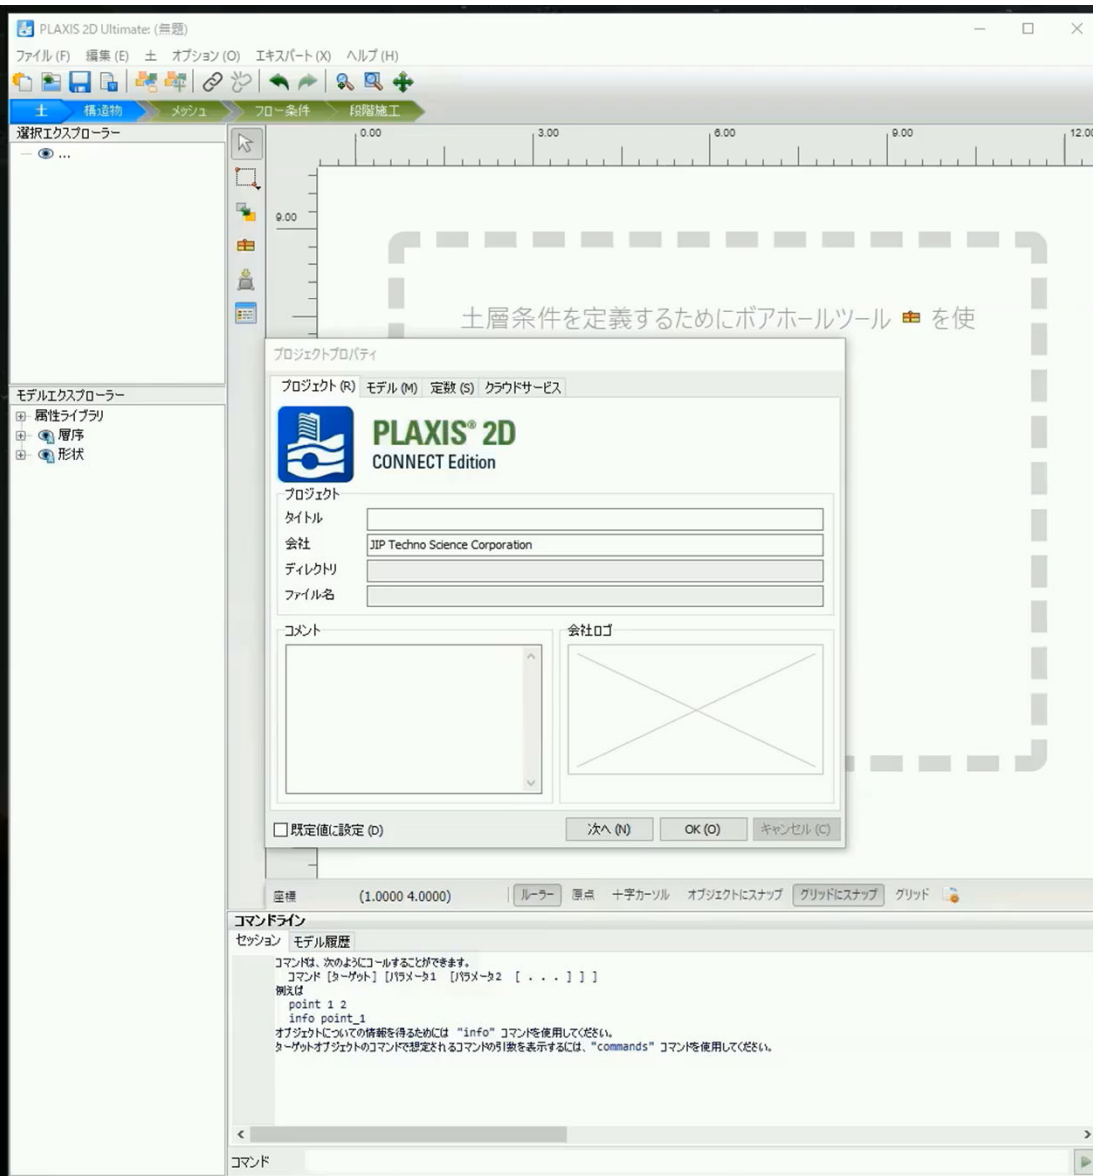 PLAXIS 2D Ultimate: (無題)
ファイル (F) 編集 (E) 土 オプション (O) エキスパート (X) ヘルプ (H)
土 構造物 メッシュ フロー条件 段階施工
選択エクスプローラー
...
0.00 3.00 6.00 9.00 12.00
9.00
土層条件を定義するためにボアホールツール を使
モデルエクスプローラー
属性ライブラリ
層序
形状
プロジェクトプロパティ
プロジェクト (R) モデル (M) 定数 (S) クラウドサービス
PLAXIS® 2D
CONNECT Edition
プロジェクト
タイトル
会社 JIP Techno Science Corporation
ディレクトリ
ファイル名
コメント 会社ロゴ
既定値に設定 (D) 次へ (N) OK (O) キャンセル (C)
座標 (1.0000 4.0000) ルーラー 原点 十字カーソル オブジェクトにスナップ グリッドにスナップ グリッド
コマンドライン
セッション モデル履歴
コマンドは、次のようにコールすることができます。
コマンド [ターゲット] [パラメータ1 [パラメータ2 [ . . . ] ] ]
例えば
point 1 2
info point_1
オブジェクトについての情報を得るためには "info" コマンドを使用してください。
ターゲットオブジェクトのコマンドで想定されるコマンドの引数を表示するには、"commands" コマンドを使用してください。
コマンド